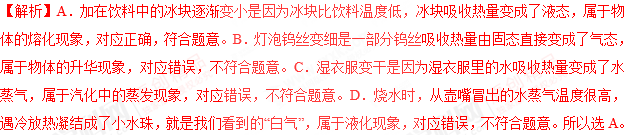 【解析】A．加在饮料中的冰块逐渐变小是因为冰块比饮料温度低，冰块吸收热量变成了液态，属于物
体的熔化现象，对应正确，符合题意。B．灯泡钨丝变细是一部分钨丝吸收热量由固态直接变成了气态，
属于物体的升华现象，对应错误，不符合题意。C．湿衣服变干是因为湿衣服里的水吸收热量变成了水
蒸气，属于汽化中的蒸发现象，对应错误，不符合题意。D．烧水时，从壶嘴冒出的水蒸气温度很高，
遇冷放热凝结成了小水珠，就是我们看到的“白气”，属于液化现象，对应错误，不符合题意。所以选 A。